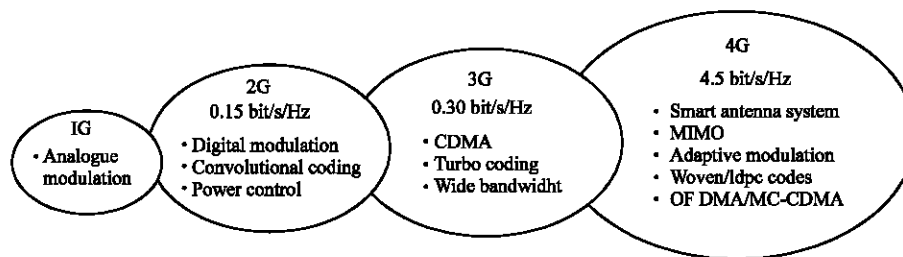 1G
• Analogue
modulation
2G
0.15 bit/s/Hz
• Digital modulation
• Convolutional coding
• Power control
3G
0.30 bit/s/Hz
• CDMA
• Turbo coding
• Wide bandwidht
4G
4.5 bit/s/Hz
• Smart antenna system
• MIMO
• Adaptive modulation
• Woven/ldpc codes
• OF DMA/MC-CDMA